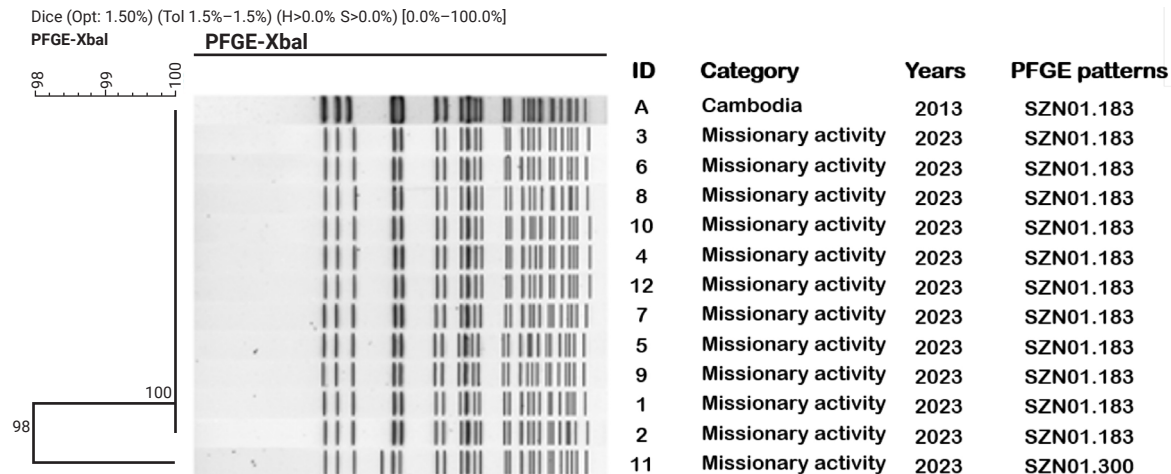 Dice (Opt: 1.50%) (Tol 1.5%–1.5%) (H>0.0% S>0.0%) [0.0%–100.0%]
PFGE-XbaI PFGE-XbaI
98 99 100
ID Category Years PFGE patterns
A Cambodia 2013 SZN01.183
3 Missionary activity 2023 SZN01.183
6 Missionary activity 2023 SZN01.183
8 Missionary activity 2023 SZN01.183
10 Missionary activity 2023 SZN01.183
4 Missionary activity 2023 SZN01.183
12 Missionary activity 2023 SZN01.183
7 Missionary activity 2023 SZN01.183
5 Missionary activity 2023 SZN01.183
9 Missionary activity 2023 SZN01.183
100 1 Missionary activity 2023 SZN01.183
98 2 Missionary activity 2023 SZN01.183
11 Missionary activity 2023 SZN01.300